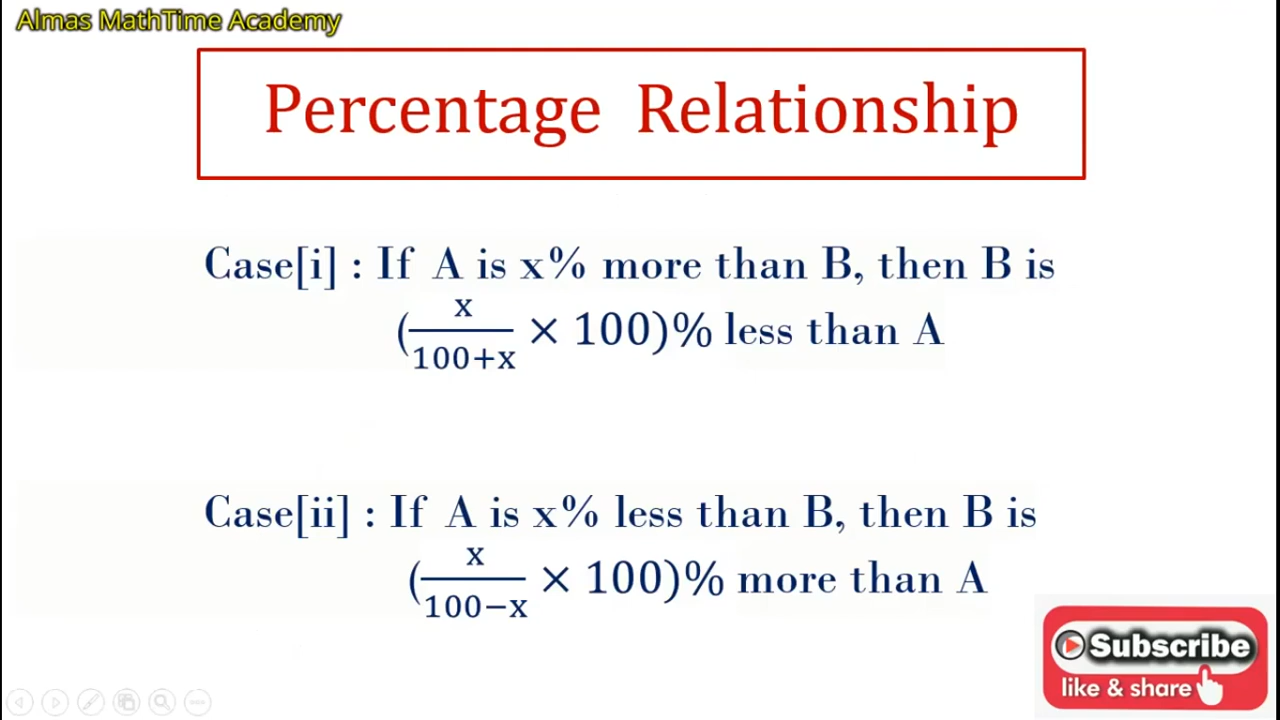 Almas MathTime Academy
Percentage Relationship
Case[i] : If A is x% more than B, then B is
(x/100+x × 100)% less than A
Case[ii] : If A is x% less than B, then B is
(x/100−x × 100)% more than A
Subscribe
like & share